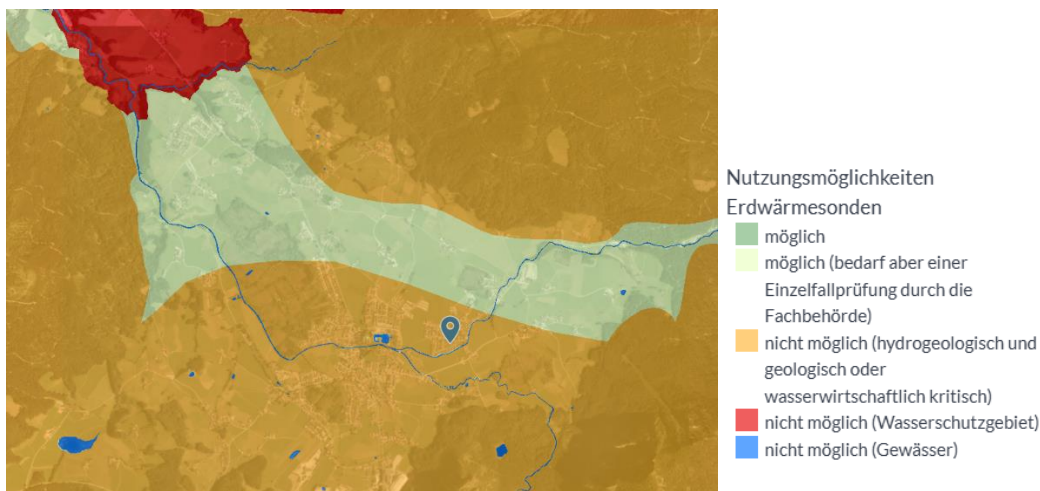 Nutzungsmöglichkeiten
Erdwärmesonden
möglich
möglich (bedarf aber einer
Einzelfallprüfung durch die
Fachbehörde)
nicht möglich (hydrogeologisch und
geologisch oder
wasserwirtschaftlich kritisch)
nicht möglich (Wasserschutzgebiet)
nicht möglich (Gewässer)